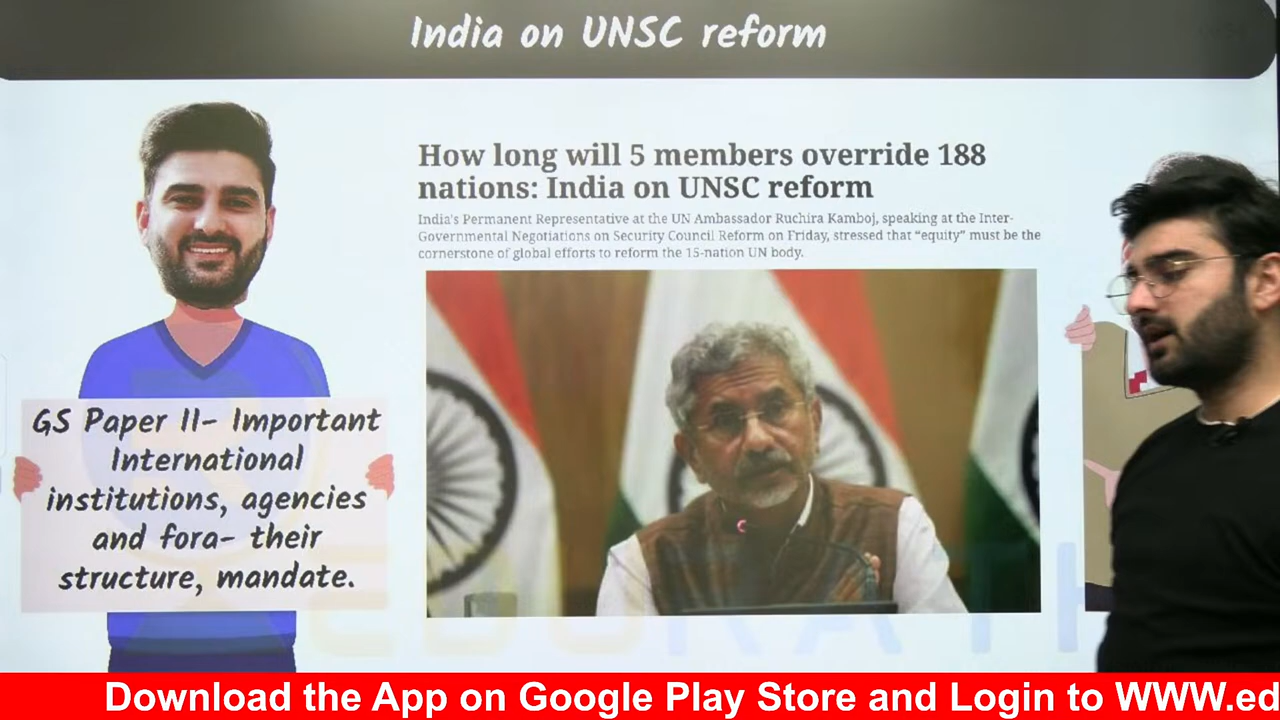 India on UNSC reform
How long will 5 members override 188
nations: India on UNSC reform
India's Permanent Representative at the UN Ambassador Ruchira Kamboj, speaking at the Inter-
Governmental Negotiations on Security Council Reform on Friday, stressed that “equity” must be the
cornerstone of global efforts to reform the 15-nation UN body.
GS Paper II- Important
International
institutions, agencies
and fora- their
structure, mandate.
Download the App on Google Play Store and Login to WWW.ed